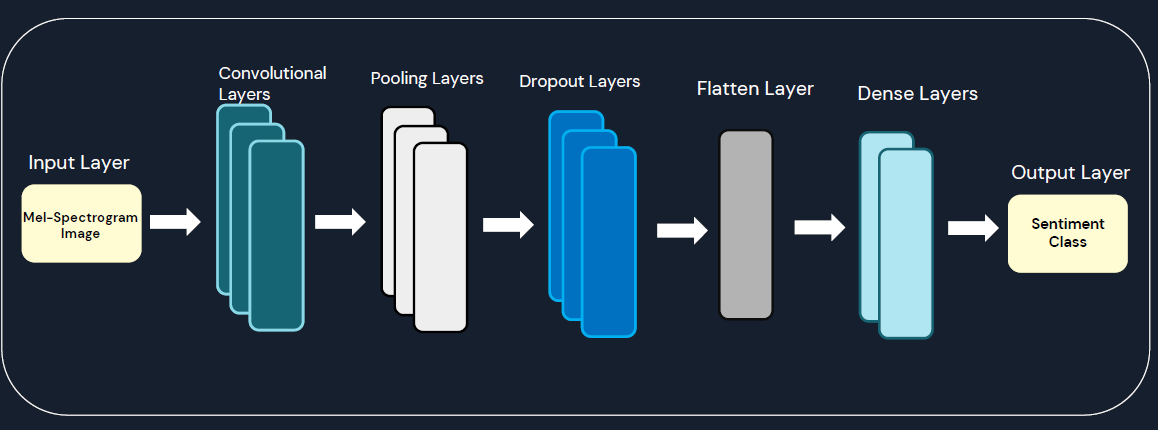 Convolutional
Layers
Pooling Layers
Dropout Layers
Flatten Layer
Dense Layers
Input Layer
Mel-Spectrogram
Image
Output Layer
Sentiment
Class